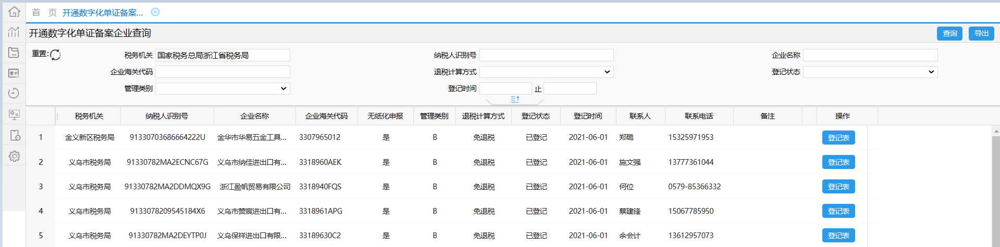 首 页 开通数字化单证备案...
开通数字化单证备案企业查询 查询 导出
重置: 税务机关 国家税务总局浙江省税务局 纳税人识别号 企业名称
企业海关代码 退税计算方式 登记状态
管理类别 登记时间 止
税务机关 纳税人识别号 企业名称 企业海关代码 无纸化申报 管理类别 退税计算方式 登记状态 登记时间 联系人 联系电话 备注 操作
1 金义新区税务局 91330703686664222U 金华市华易五金工具... 3307965012 是 B 免退税 已登记 2021-06-01 郑璐 15325971953 登记表
2 义乌市税务局 91330782MA2ECNC67G 义乌市纳佳进出口有... 3318960AEK 是 B 免退税 已登记 2021-06-01 施文强 13777361044 登记表
3 义乌市税务局 91330782MA2DDMQX9G 浙江盈帆贸易有限公司 3318940FQS 是 B 免退税 已登记 2021-06-01 何位 0579-85366332 登记表
4 义乌市税务局 9133078209545184X6 义乌市赞宸进出口有... 3318961APG 是 B 免退税 已登记 2021-06-01 蔡建锋 15067785950 登记表
5 义乌市税务局 91330782MA2DEYTP0J 义乌保祥进出口有限... 33189630C2 是 B 免退税 已登记 2021-06-01 余会计 13612957073 登记表